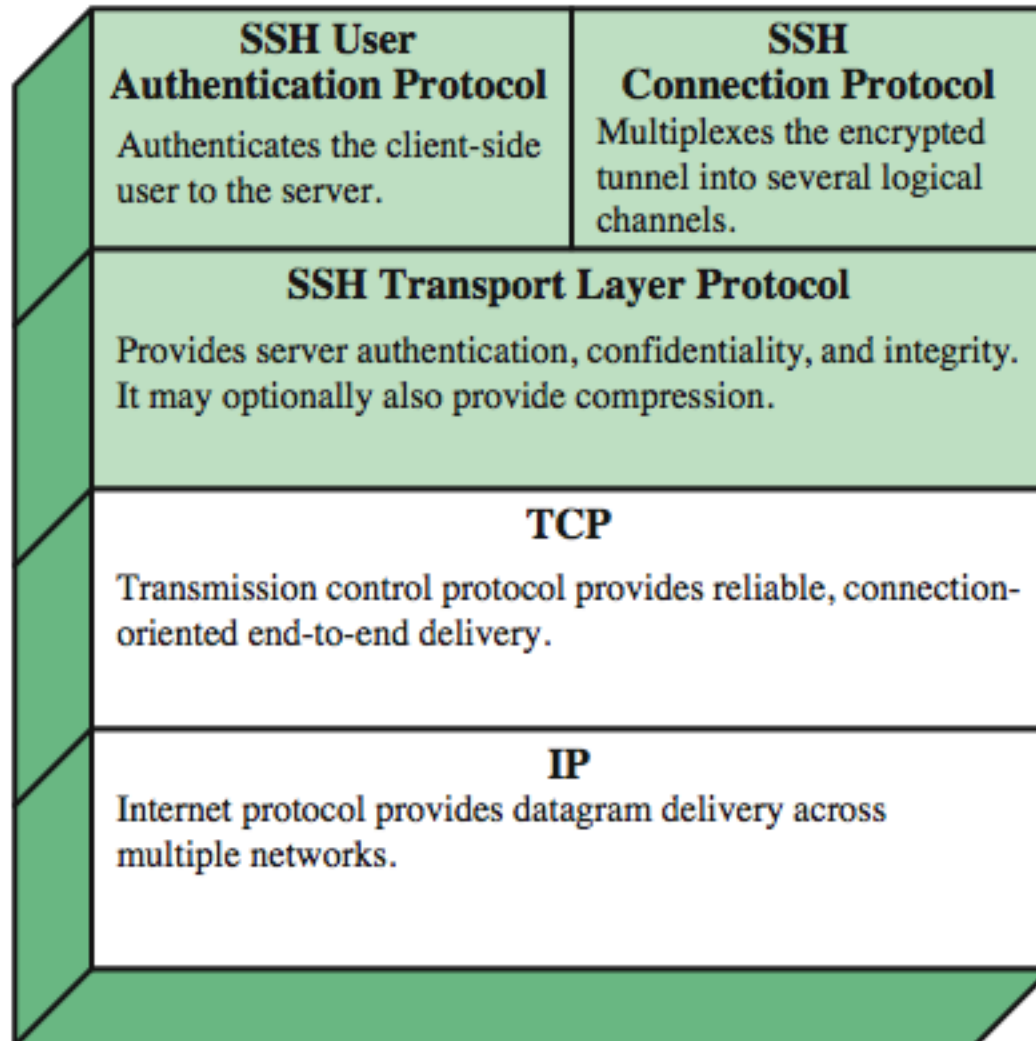 SSH User
Authentication Protocol
Authenticates the client-side
user to the server.
SSH
Connection Protocol
Multiplexes the encrypted
tunnel into several logical
channels.
SSH Transport Layer Protocol
Provides server authentication, confidentiality, and integrity.
It may optionally also provide compression.
TCP
Transmission control protocol provides reliable, connection-
oriented end-to-end delivery.
IP
Internet protocol provides datagram delivery across
multiple networks.